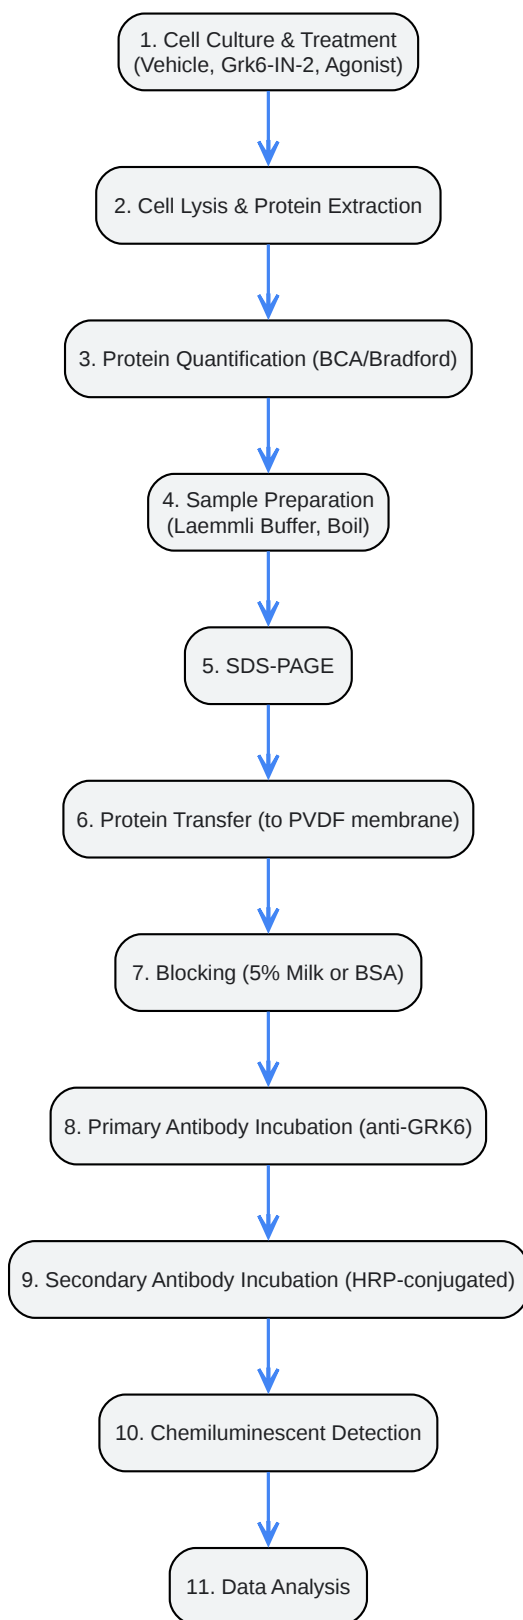 1. Cell Culture & Treatment
(Vehicle, Grk6-IN-2, Agonist)
2. Cell Lysis & Protein Extraction
3. Protein Quantification (BCA/Bradford)
4. Sample Preparation
(Laemmli Buffer, Boil)
5. SDS-PAGE
6. Protein Transfer (to PVDF membrane)
7. Blocking (5% Milk or BSA)
8. Primary Antibody Incubation (anti-GRK6)
9. Secondary Antibody Incubation (HRP-conjugated)
10. Chemiluminescent Detection
11. Data Analysis